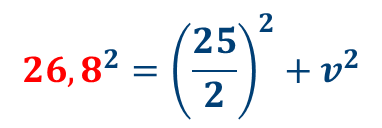 26,8² = (25/2)² + v²